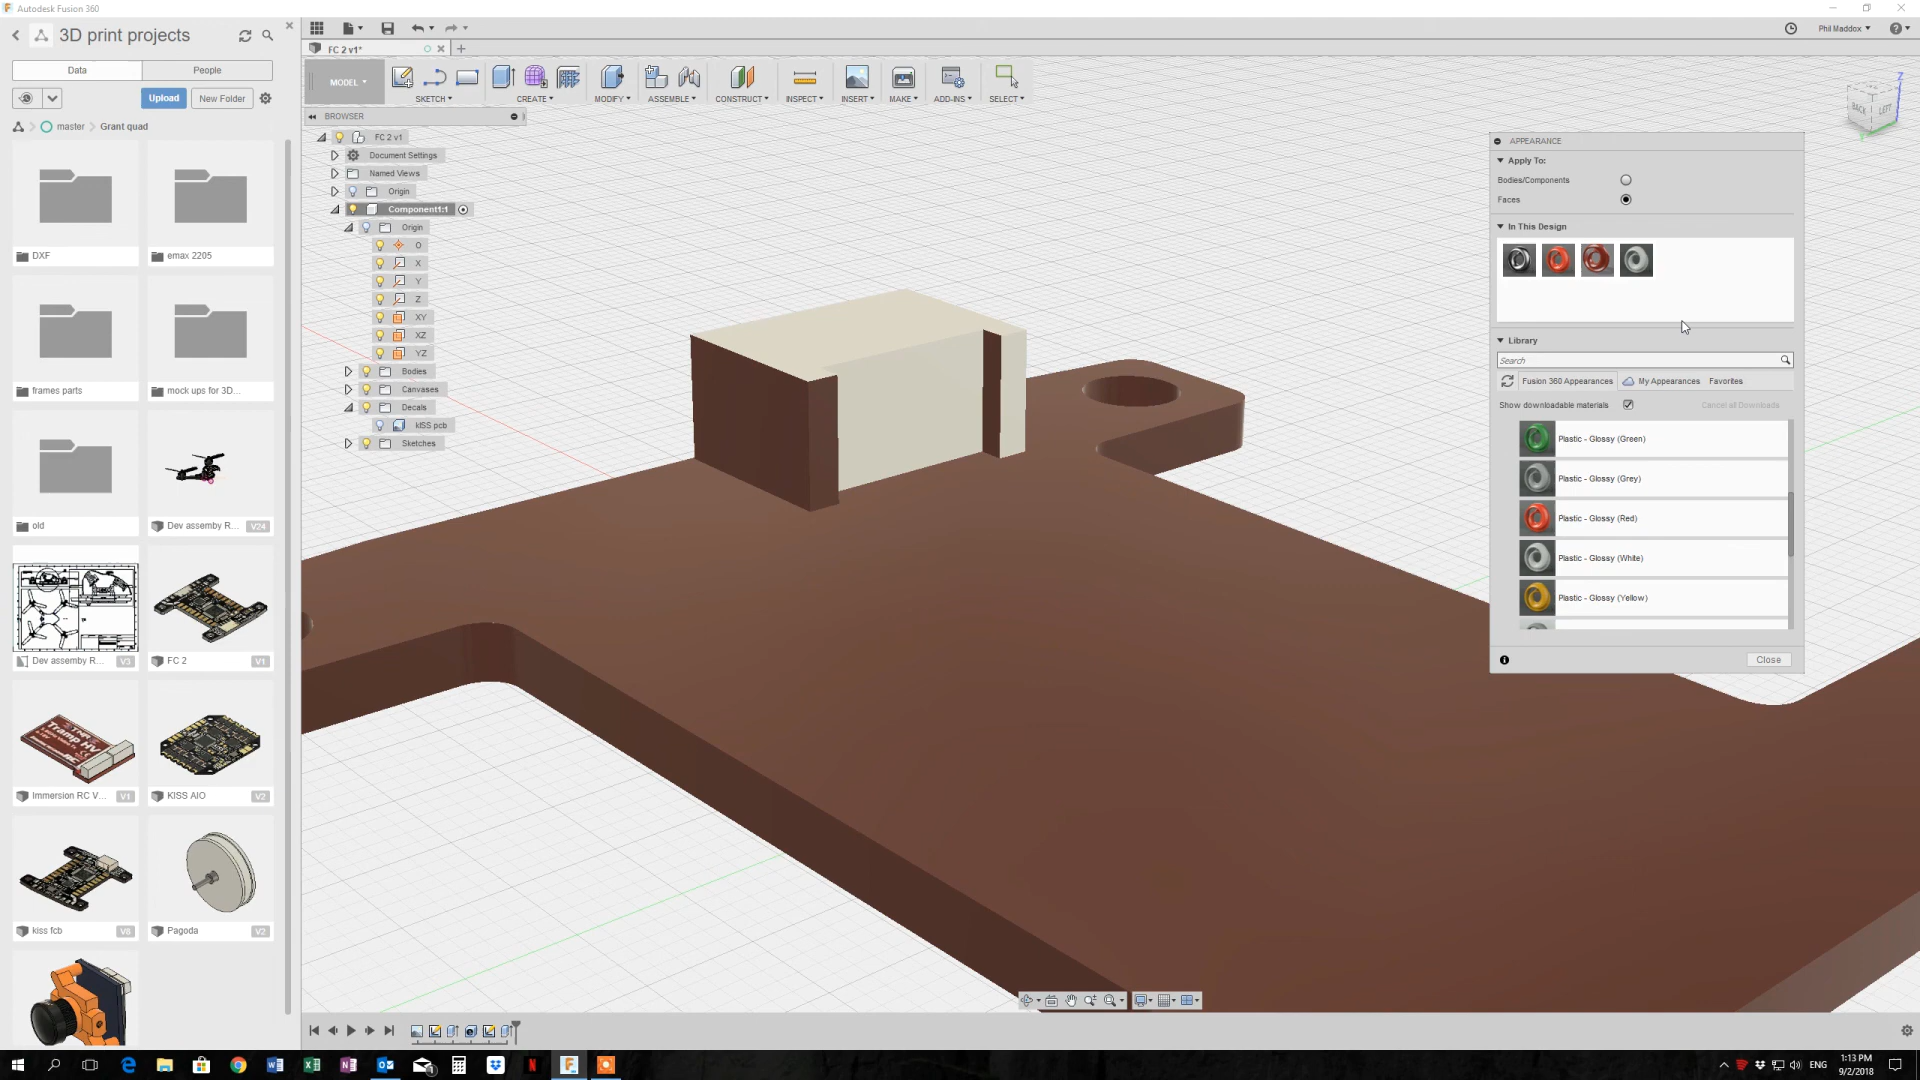 Autodesk Fusion 360
3D print projects
Data
People
Upload
New Folder
master
Grant quad
DXF
emax 2205
frames parts
mock ups for 3D...
old
Dev assemby R...
V24
Dev assemby R...
V3
FC 2
V1
Immersion RC V...
V1
KISS AIO
V2
kiss fcb
V8
Pagoda
V2
FC 2 v1*
Phil Maddox
MODEL
SKETCH
CREATE
MODIFY
ASSEMBLE
CONSTRUCT
INSPECT
INSERT
MAKE
ADD-INS
SELECT
BROWSER
FC 2 v1
Document Settings
Named Views
Origin
Component1:1
Origin
O
X
Y
Z
XY
XZ
YZ
Bodies
Canvases
Decals
kISS pcb
Sketches
Z
BACK
LEFT
APPEARANCE
Apply To:
Bodies/Components
Faces
In This Design
Library
Search
Fusion 360 Appearances
My Appearances
Favorites
Show downloadable materials
Cancel all Downloads
Plastic - Glossy (Green)
Plastic - Glossy (Grey)
Plastic - Glossy (Red)
Plastic - Glossy (White)
Plastic - Glossy (Yellow)
Close
Tramp HV
ENG
1:13 PM
9/2/2018